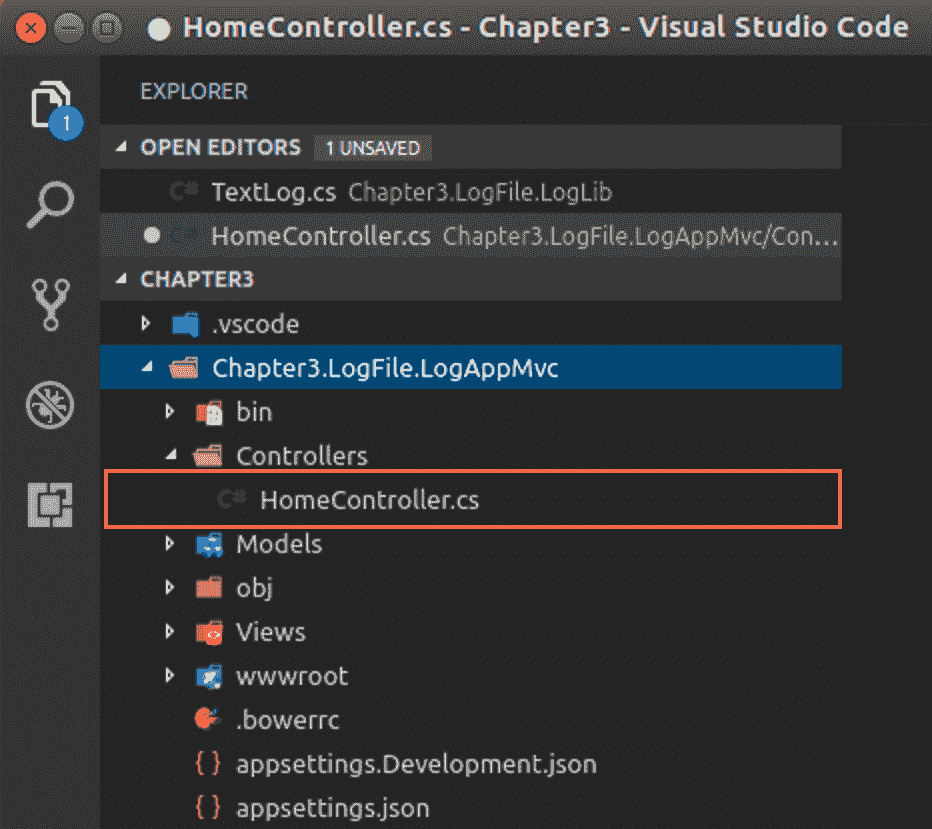 HomeController.cs - Chapter3 - Visual Studio Code
EXPLORER
1
OPEN EDITORS 1 UNSAVED
C# TextLog.cs Chapter3.LogFile.LogLib
C# HomeController.cs Chapter3.LogFile.LogAppMvc/Con...
CHAPTER3
.vscode
Chapter3.LogFile.LogAppMvc
bin
Controllers
C# HomeController.cs
Models
obj
Views
wwwroot
.bowerrc
{ } appsettings.Development.json
{ } appsettings.json